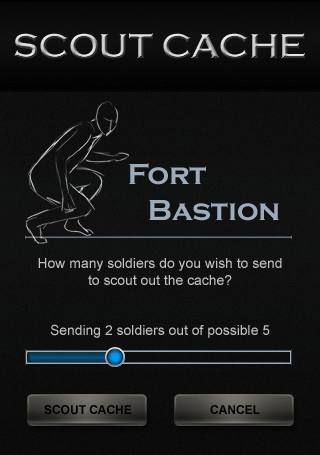 SCOUT CACHE
FORT
BASTION
How many soldiers do you wish to send
to scout out the cache?
Sending 2 soldiers out of possible 5
SCOUT CACHE
CANCEL